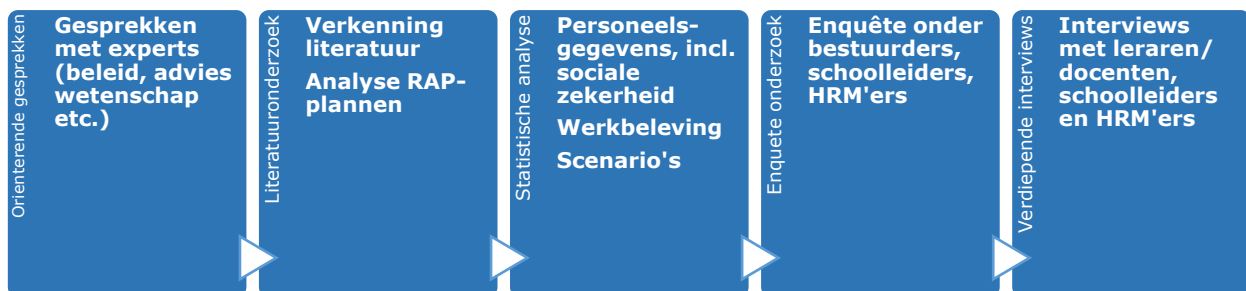 Orienterende gesprekken
Gesprekken
met experts
(beleid, advies
wetenschap
etc.)
Literatuuronderzoek
Verkenning
literatuur
Analyse RAP-
plannen
Statistische analyse
Personeels-
gegevens, incl.
sociale
zekerheid
Werkbeleving
Scenario's
Enquete onderzoek
Enquête onder
bestuurders,
schoolleiders,
HRM'ers
Verdiepende interviews
Interviews
met leraren/
docenten,
schoolleiders
en HRM'ers